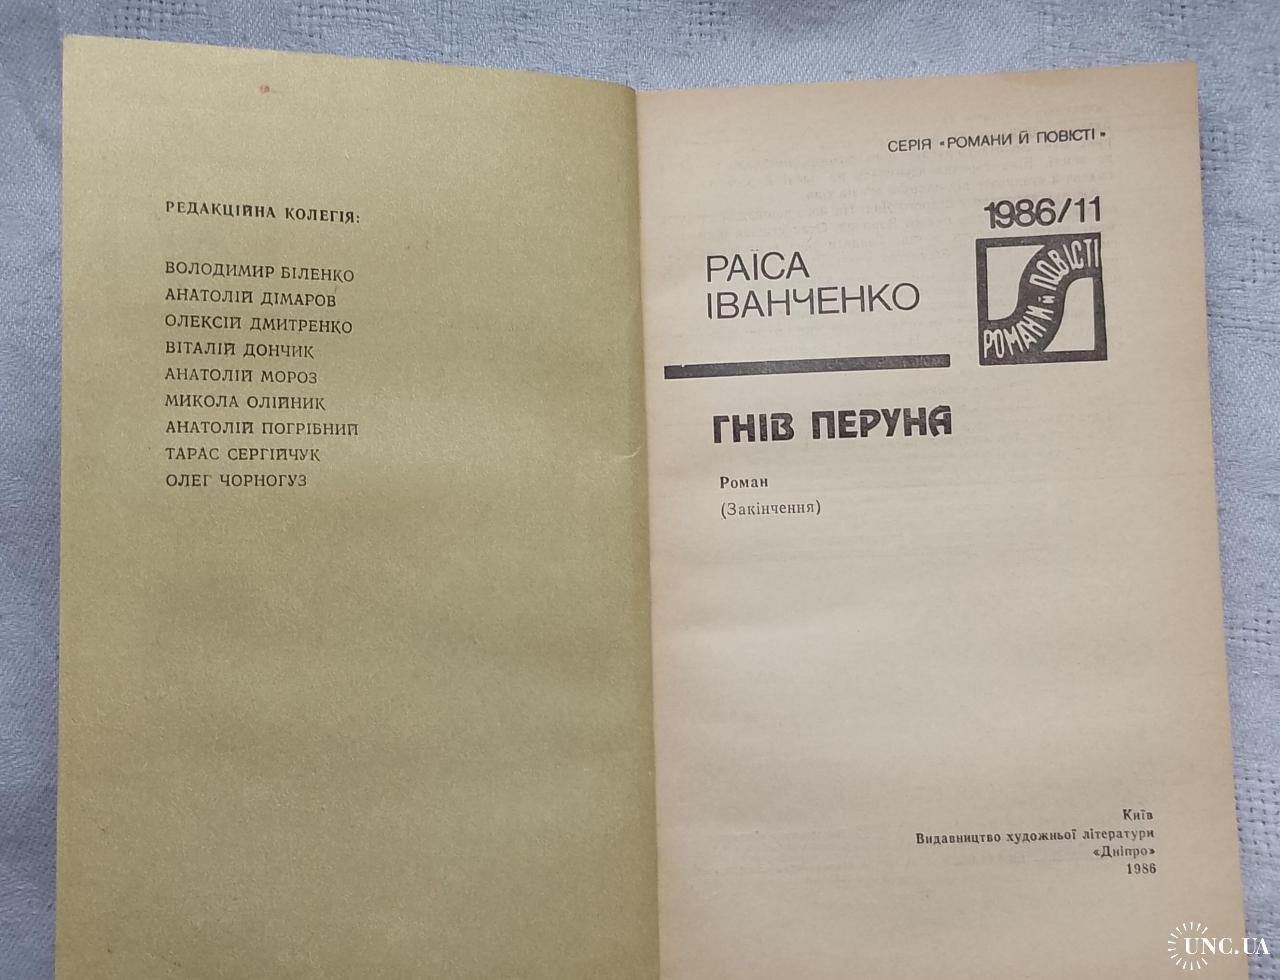 РЕДАКЦІЙНА КОЛЕГІЯ:
ВОЛОДИМИР БІЛЕНКО
АНАТОЛІЙ ДІМАРОВ
ОЛЕКСІЙ ДМИТРЕНКО
ВІТАЛІЙ ДОНЧИК
АНАТОЛІЙ МОРОЗ
МИКОЛА ОЛІЙНИК
АНАТОЛІЙ ПОГРІБНИЙ
ТАРАС СЕРГІЙЧУК
ОЛЕГ ЧОРНОГУЗ
СЕРІЯ «РОМАНИ Й ПОВІСТІ»
1986/11
РОМАНИ Й ПОВІСТІ
РАЇСА
ІВАНЧЕНКО
ГНІВ ПЕРУНА
Роман
(Закінчення)
Київ
Видавництво художньої літератури
«Дніпро»
1986
UNC.UA